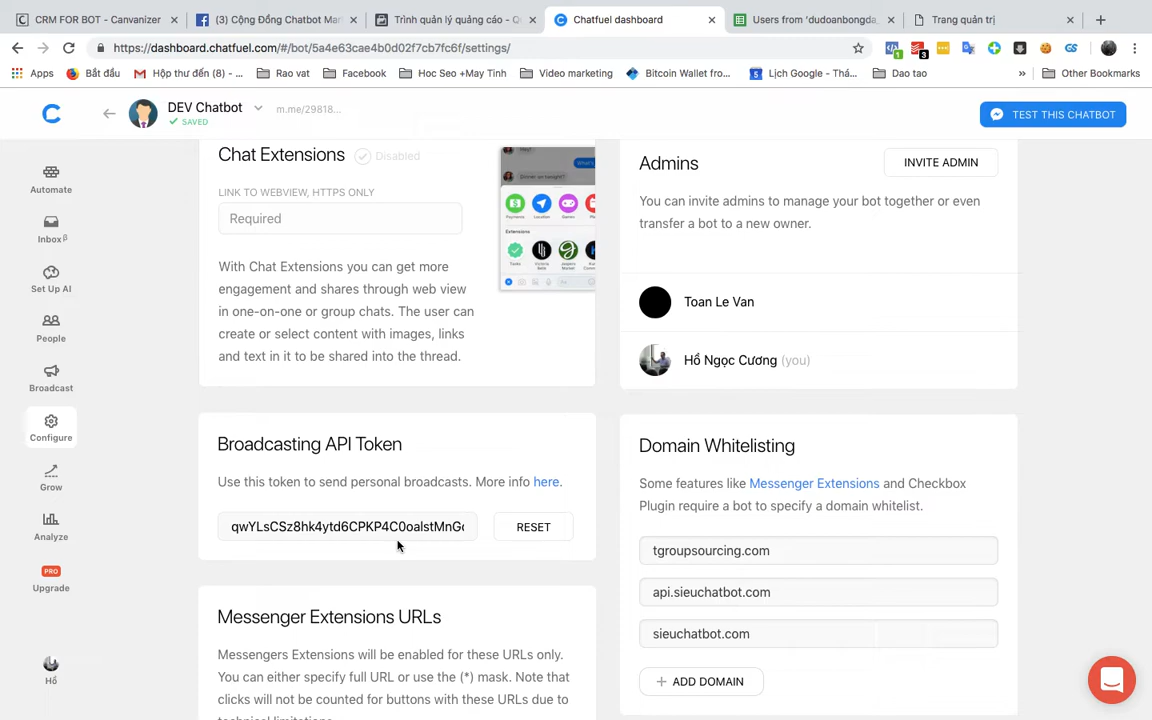 CRM FOR BOT - Canvanizer
(3) Cộng Đồng Chatbot Mar
Trình quản lý quảng cáo - Qu
Chatfuel dashboard
Users from 'dudoanbongda_
Trang quản trị
https://dashboard.chatfuel.com/#/bot/5a4e63cae4b0d02f7cb7fc6f/settings/
1
3
Apps
Bắt đầu
Hộp thư đến (8) - ...
Rao vat
Facebook
Hoc Seo +May Tinh
Video marketing
Bitcoin Wallet fro...
5
Lịch Google - Thá...
Dao tao
»
Other Bookmarks
DEV Chatbot
m.me/29818...
SAVED
TEST THIS CHATBOT
Automate
Inbox β
Set Up AI
People
Broadcast
Configure
Grow
Analyze
PRO
Upgrade
Hồ
Chat Extensions
Disabled
LINK TO WEBVIEW, HTTPS ONLY
Required
With Chat Extensions you can get more
engagement and shares through web view
in one-on-one or group chats. The user can
create or select content with images, links
and text in it to be shared into the thread.
Admins
INVITE ADMIN
You can invite admins to manage your bot together or even
transfer a bot to a new owner.
Toan Le Van
Hồ Ngọc Cương (you)
Broadcasting API Token
Use this token to send personal broadcasts. More info here.
qwYLsCSz8hk4ytd6CPKP4C0oalstMnG
RESET
Domain Whitelisting
Some features like Messenger Extensions and Checkbox
Plugin require a bot to specify a domain whitelist.
tgroupsourcing.com
api.sieuchatbot.com
sieuchatbot.com
ADD DOMAIN
Messenger Extensions URLs
Messengers Extensions will be enabled for these URLs only.
You can either specify full URL or use the (*) mask. Note that
clicks will not be counted for buttons with these URLs due to
technical limitations